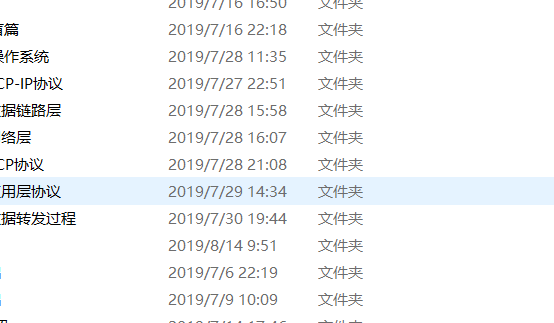 2019/7/16 16:50 文件夹
篇 2019/7/16 22:18 文件夹
操作系统 2019/7/28 11:35 文件夹
CP-IP协议 2019/7/27 22:51 文件夹
数据链路层 2019/7/28 15:58 文件夹
网络层 2019/7/28 16:07 文件夹
CP协议 2019/7/28 21:08 文件夹
应用层协议 2019/7/29 14:34 文件夹
数据转发过程 2019/7/30 19:44 文件夹
2019/8/14 9:51 文件夹
2019/7/6 22:19 文件夹
2019/7/9 10:09 文件夹